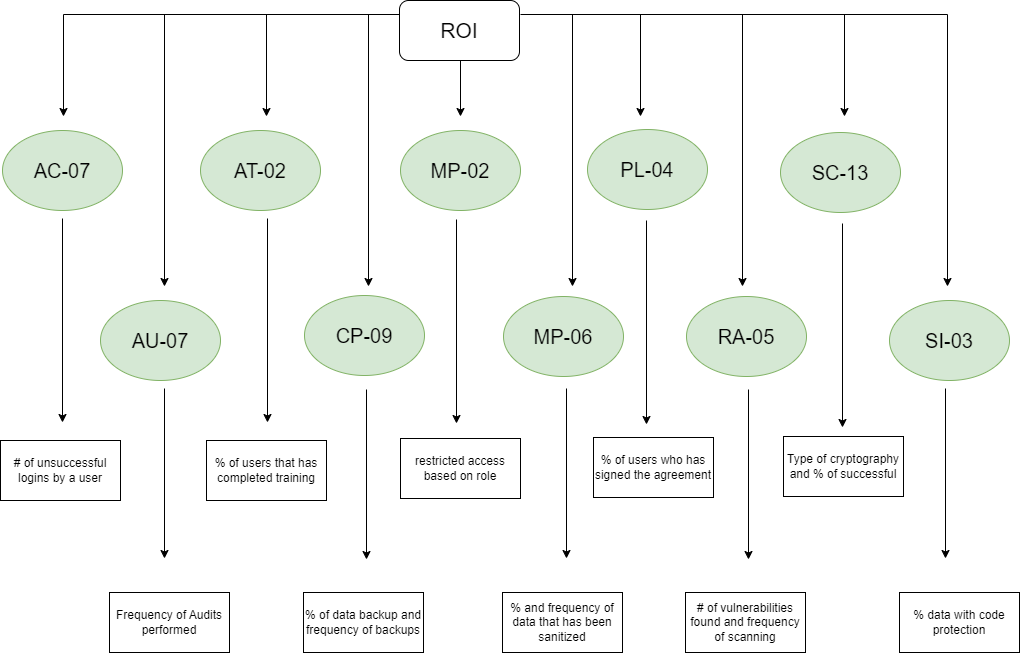 ROI
AC-07
AT-02
MP-02
PL-04
SC-13
AU-07
CP-09
MP-06
RA-05
SI-03
# of unsuccessful
logins by a user
% of users that has
completed training
restricted access
based on role
% of users who has
signed the agreement
Type of cryptography
and % of successful
Frequency of Audits
performed
% of data backup and
frequency of backups
% and frequency of
data that has been
sanitized
# of vulnerabilities
found and frequency
of scanning
% data with code
protection